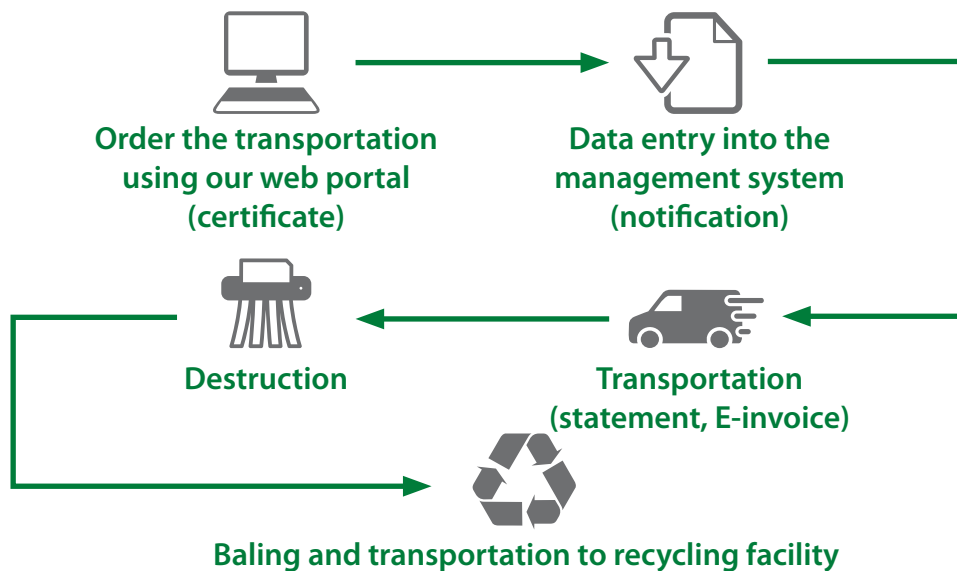 Order the transportation
using our web portal
(certificate)
Data entry into the
management system
(notification)
Destruction
Transportation
(statement, E-invoice)
Baling and transportation to recycling facility